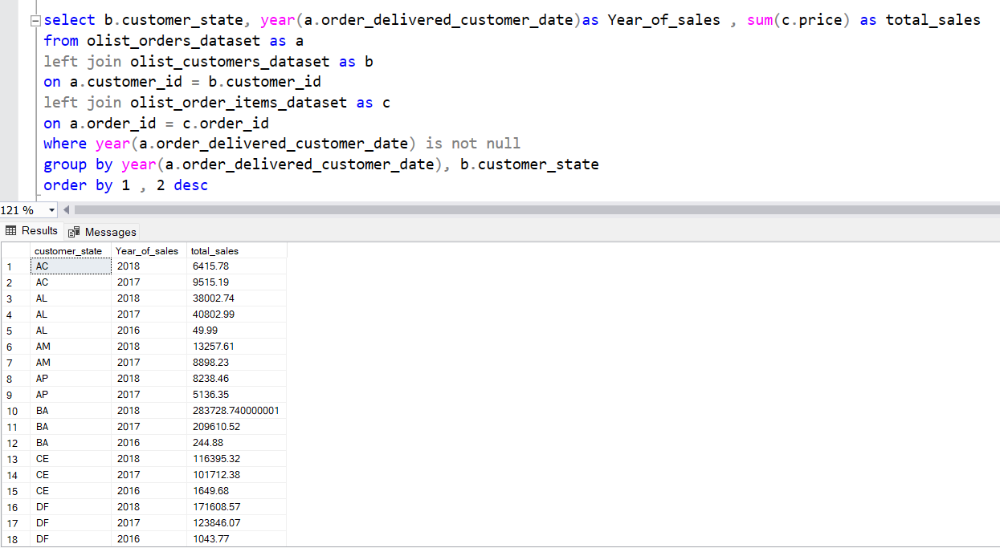 select b.customer_state, year(a.order_delivered_customer_date)as Year_of_sales , sum(c.price) as total_sales
from olist_orders_dataset as a
left join olist_customers_dataset as b
on a.customer_id = b.customer_id
left join olist_order_items_dataset as c
on a.order_id = c.order_id
where year(a.order_delivered_customer_date) is not null
group by year(a.order_delivered_customer_date), b.customer_state
order by 1 , 2 desc
121 %
Results Messages
customer_state Year_of_sales total_sales
1 AC 2018 6415.78
2 AC 2017 9515.19
3 AL 2018 38002.74
4 AL 2017 40802.99
5 AL 2016 49.99
6 AM 2018 13257.61
7 AM 2017 8898.23
8 AP 2018 8238.46
9 AP 2017 5136.35
10 BA 2018 283728.740000001
11 BA 2017 209610.52
12 BA 2016 244.88
13 CE 2018 116395.32
14 CE 2017 101712.38
15 CE 2016 1649.68
16 DF 2018 171608.57
17 DF 2017 123846.07
18 DF 2016 1043.77